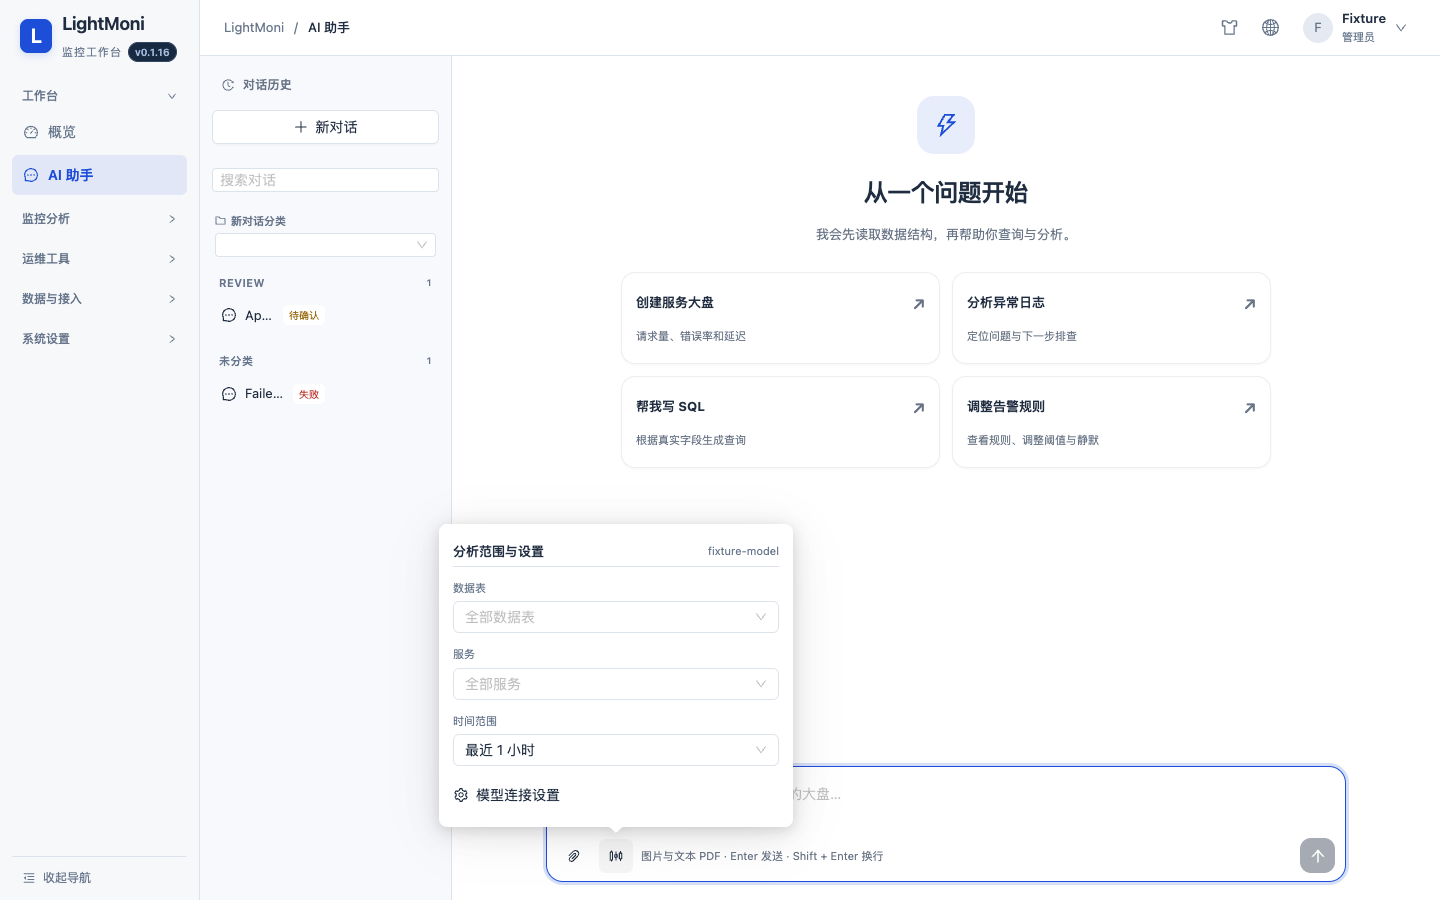 L
LightMoni
监控工作台 v0.1.16
工作台
概览
AI 助手
监控分析
运维工具
数据与接入
系统设置
收起导航
LightMoni / AI 助手
F
Fixture
管理员
对话历史
新对话
搜索对话
新对话分类
REVIEW 1
Ap... 待确认
未分类 1
Faile... 失败
从一个问题开始
我会先读取数据结构，再帮助你查询与分析。
创建服务大盘
请求量、错误率和延迟
分析异常日志
定位问题与下一步排查
帮我写 SQL
根据真实字段生成查询
调整告警规则
查看规则、调整阈值与静默
分析范围与设置 fixture-model
数据表
全部数据表
服务
全部服务
时间范围
最近 1 小时
模型连接设置
的大盘...
图片与文本 PDF · Enter 发送 · Shift + Enter 换行